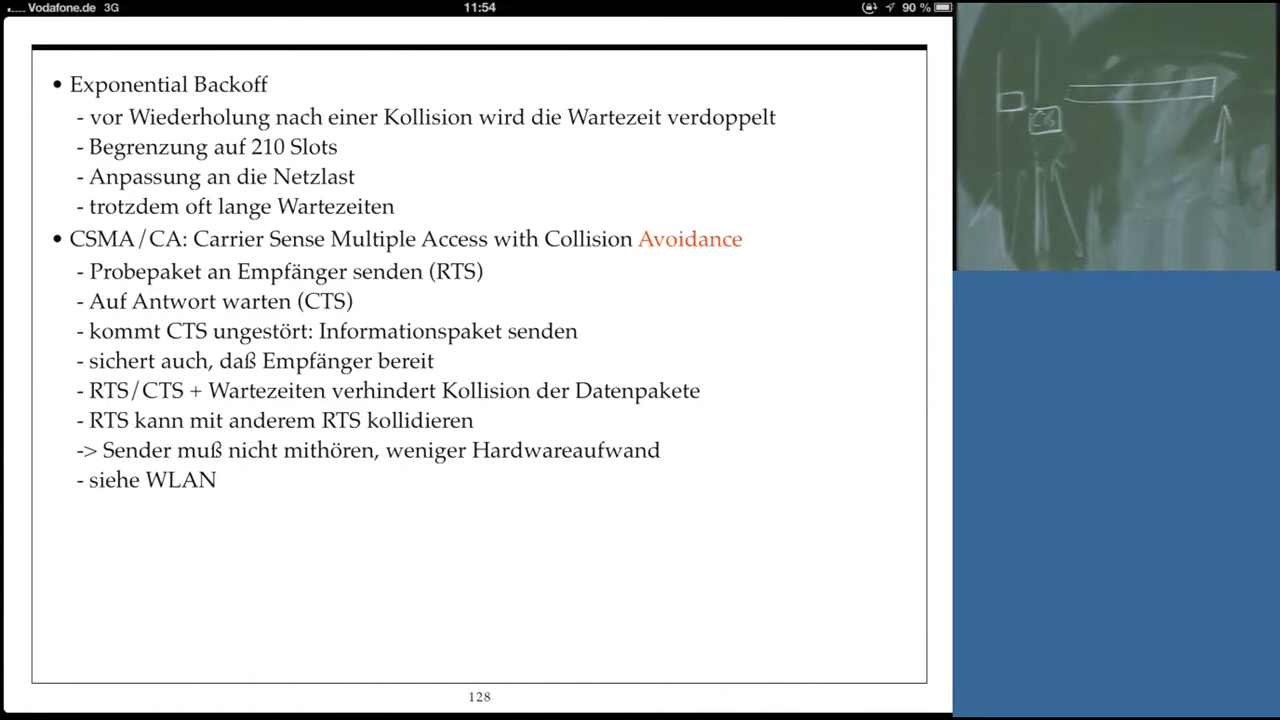 Vodafone.de 3G 11:54 90 %
• Exponential Backoff
- vor Wiederholung nach einer Kollision wird die Wartezeit verdoppelt
- Begrenzung auf 210 Slots
- Anpassung an die Netzlast
- trotzdem oft lange Wartezeiten
• CSMA/CA: Carrier Sense Multiple Access with Collision Avoidance
- Probepaket an Empfänger senden (RTS)
- Auf Antwort warten (CTS)
- kommt CTS ungestört: Informationspaket senden
- sichert auch, daß Empfänger bereit
- RTS/CTS + Wartezeiten verhindert Kollision der Datenpakete
- RTS kann mit anderem RTS kollidieren
-> Sender muß nicht mithören, weniger Hardwareaufwand
- siehe WLAN
128